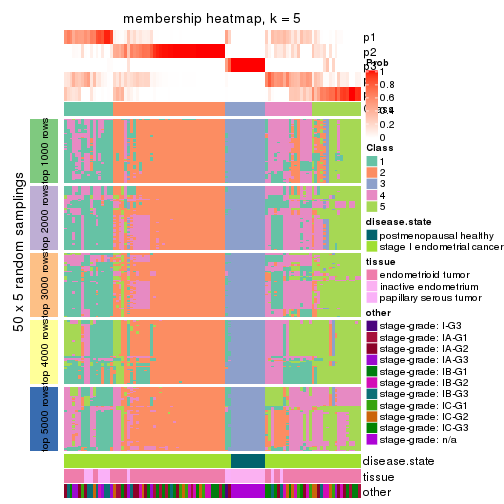 membership heatmap, k = 5
p1
p2
p3
Prob
1
0.8
0.6
0.4
0.2
0
Class
1
2
3
4
5
disease.state
postmenopausal healthy
stage I endometrial cancer
tissue
endometrioid tumor
inactive endometrium
papillary serous tumor
other
stage-grade: I-G3
stage-grade: IA-G1
stage-grade: IA-G2
stage-grade: IA-G3
stage-grade: IB-G1
stage-grade: IB-G2
stage-grade: IB-G3
stage-grade: IC-G1
stage-grade: IC-G2
stage-grade: IC-G3
stage-grade: n/a
50 x 5 random samplings
top 1000 rows
top 2000 rows
top 3000 rows
top 4000 rows
top 5000 rows
disease.state
tissue
other